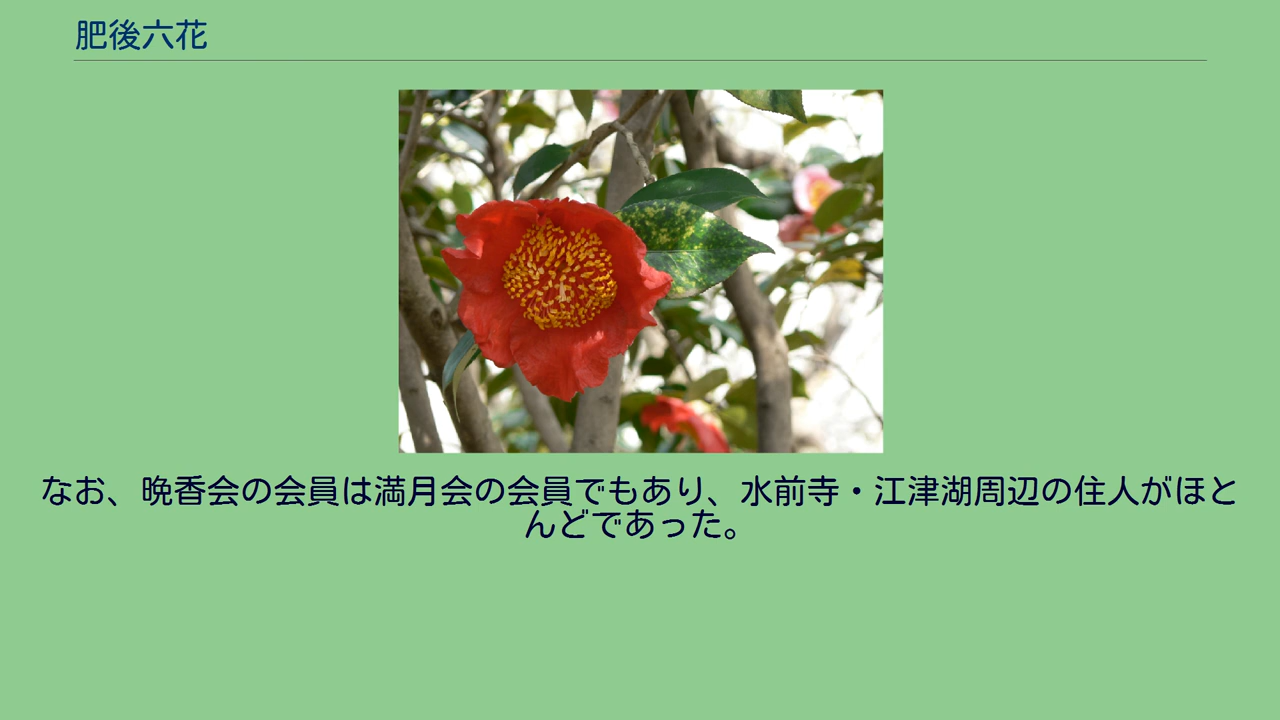 肥後六花
なお、晩香会の会員は満月会の会員でもあり、水前寺・江津湖周辺の住人がほと
んどであった。